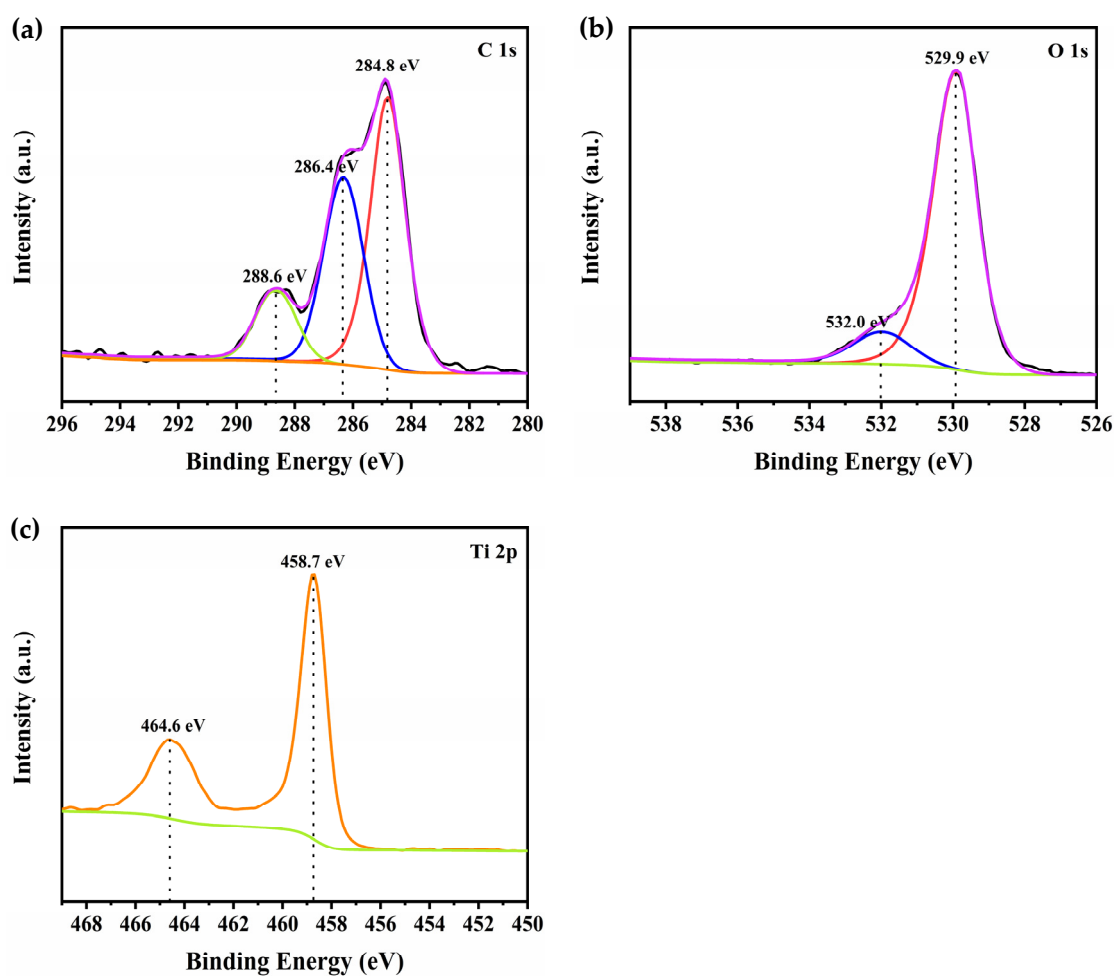 (a)
C 1s
284.8 eV
286.4 eV
288.6 eV
Intensity (a.u.)
296 294 292 290 288 286 284 282 280
Binding Energy (eV)
(b)
O 1s
529.9 eV
532.0 eV
Intensity (a.u.)
538 536 534 532 530 528 526
Binding Energy (eV)
(c)
Ti 2p
458.7 eV
464.6 eV
Intensity (a.u.)
468 466 464 462 460 458 456 454 452 450
Binding Energy (eV)